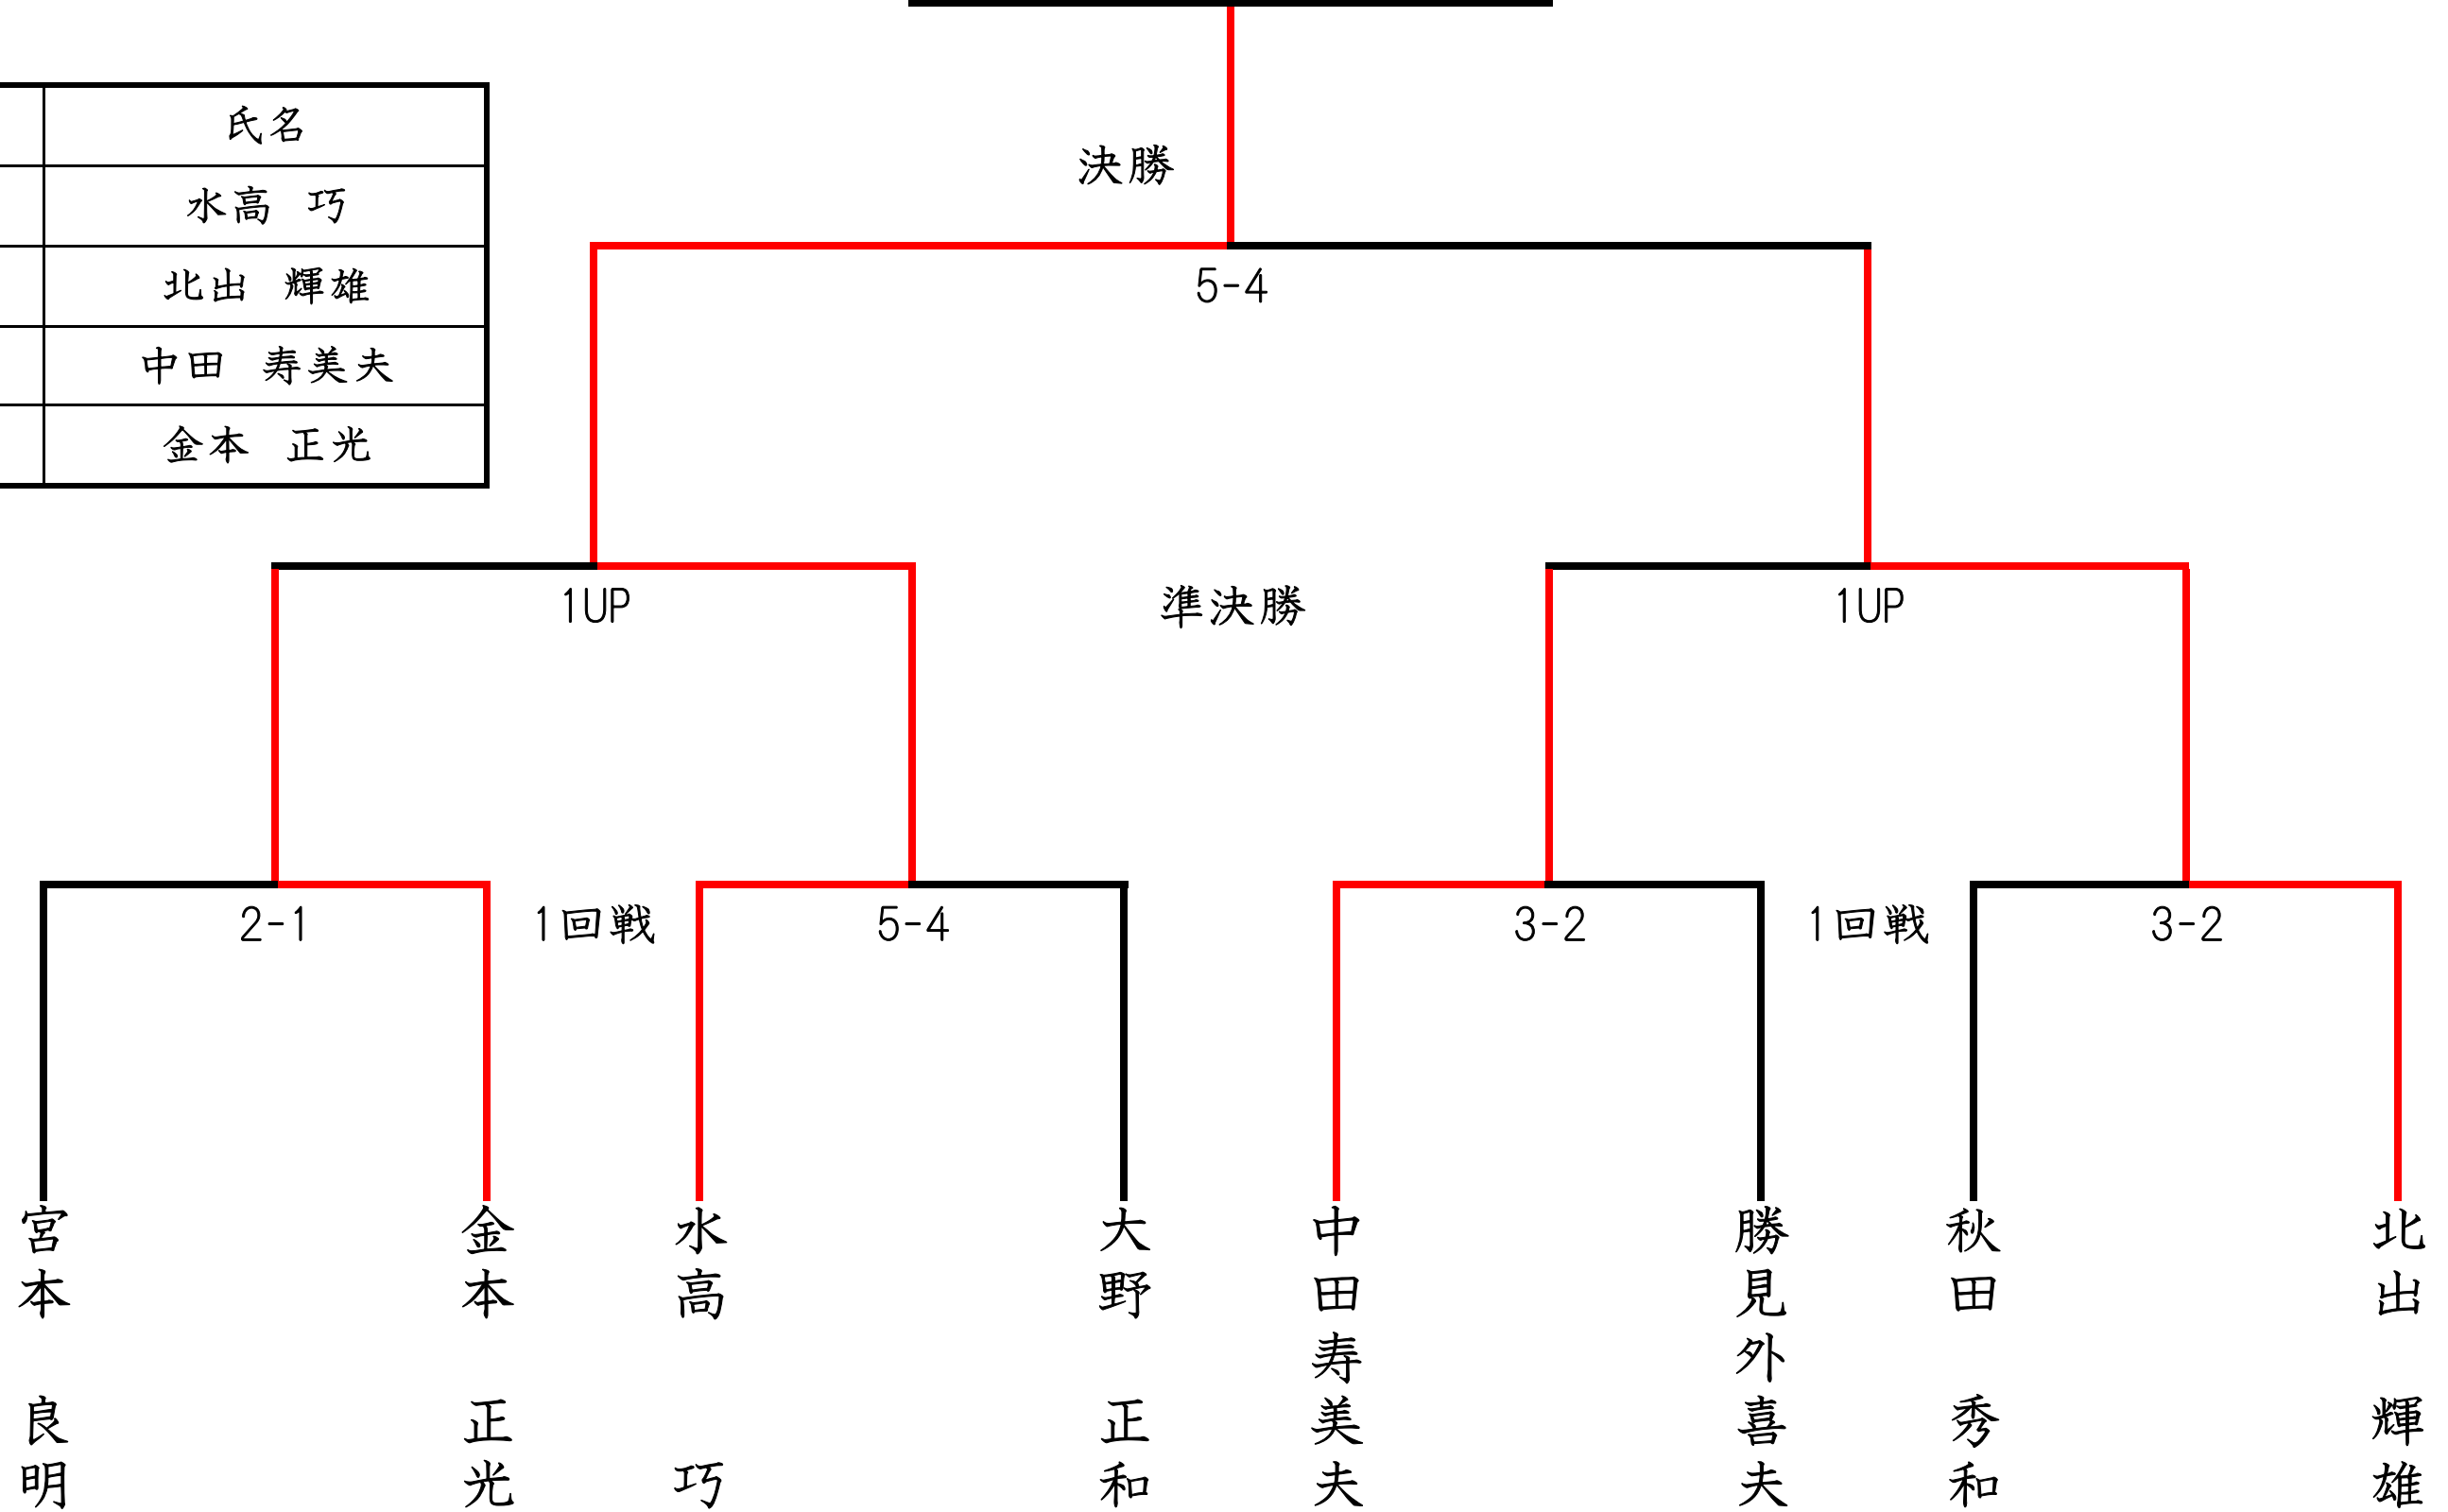 氏名
決勝
水高　巧
北出　輝雄
5-4
中田　寿美夫
金本　正光
1UP
準決勝
1UP
2-1
1回戦
5-4
3-2
1回戦
3-2
宮本　良明
金本　正光
水高　巧
大野　正和
中田寿美夫
勝見外喜夫
秋田　秀和
北出　輝雄